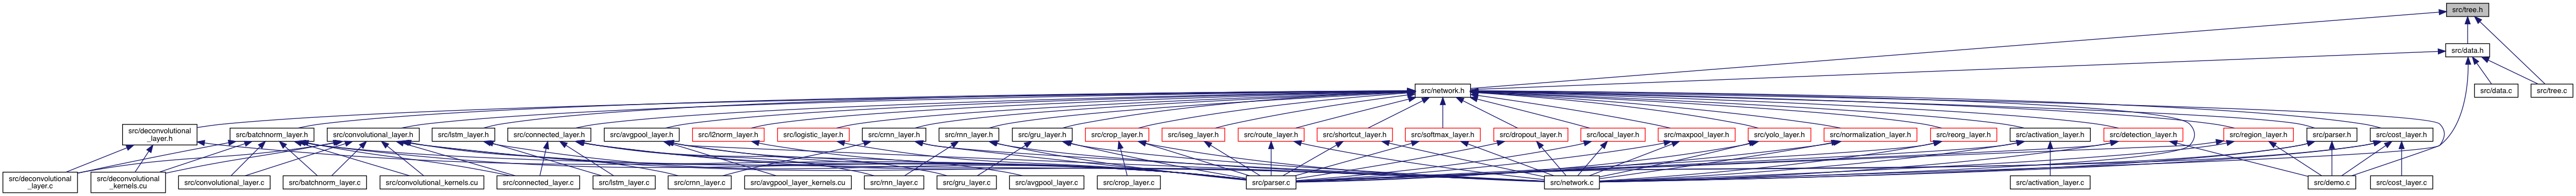 src/tree.h
src/data.h
src/network.h
src/data.c
src/tree.c
src/deconvolutional
_layer.h
src/batchnorm_layer.h
src/convolutional_layer.h
src/lstm_layer.h
src/connected_layer.h
src/avgpool_layer.h
src/l2norm_layer.h
src/logistic_layer.h
src/crnn_layer.h
src/rnn_layer.h
src/gru_layer.h
src/crop_layer.h
src/iseg_layer.h
src/route_layer.h
src/shortcut_layer.h
src/softmax_layer.h
src/dropout_layer.h
src/local_layer.h
src/maxpool_layer.h
src/yolo_layer.h
src/normalization_layer.h
src/reorg_layer.h
src/activation_layer.h
src/detection_layer.h
src/region_layer.h
src/parser.h
src/cost_layer.h
src/deconvolutional
_layer.c
src/deconvolutional
_kernels.cu
src/convolutional_layer.c
src/batchnorm_layer.c
src/convolutional_kernels.cu
src/connected_layer.c
src/lstm_layer.c
src/crnn_layer.c
src/avgpool_layer_kernels.cu
src/rnn_layer.c
src/gru_layer.c
src/avgpool_layer.c
src/crop_layer.c
src/parser.c
src/network.c
src/activation_layer.c
src/demo.c
src/cost_layer.c